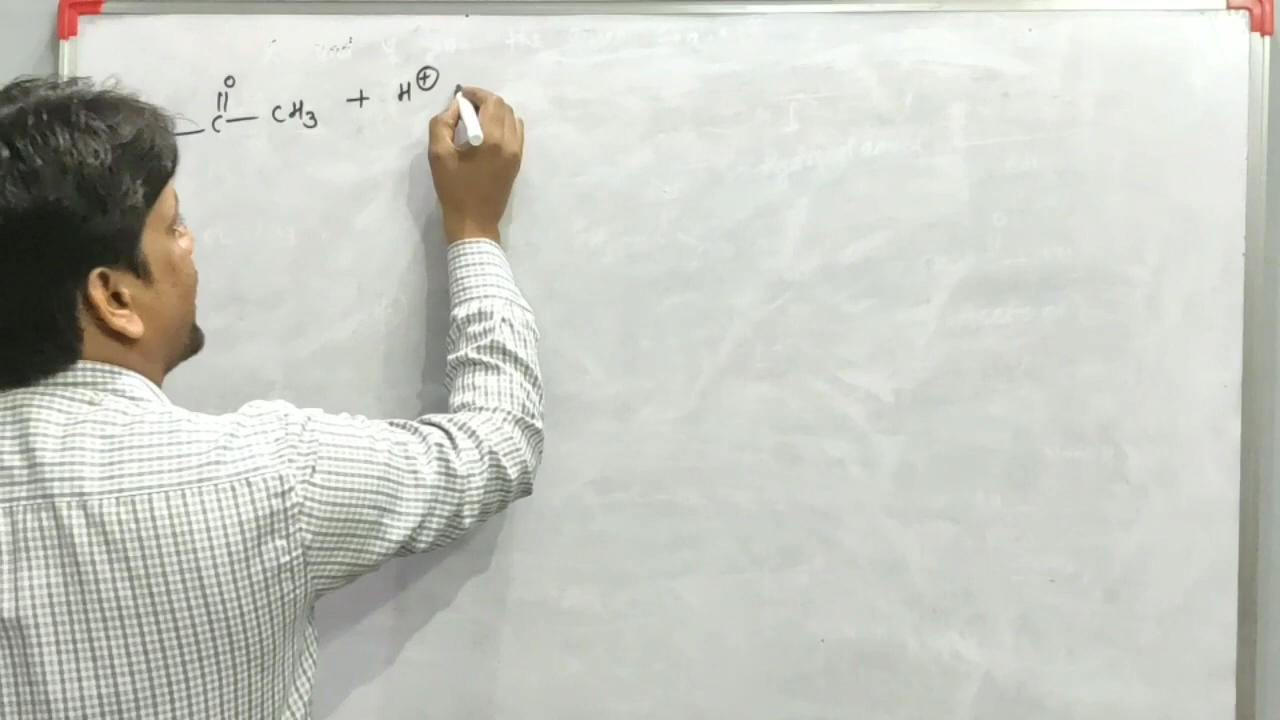 O
||
— C — CH3 + H⊕